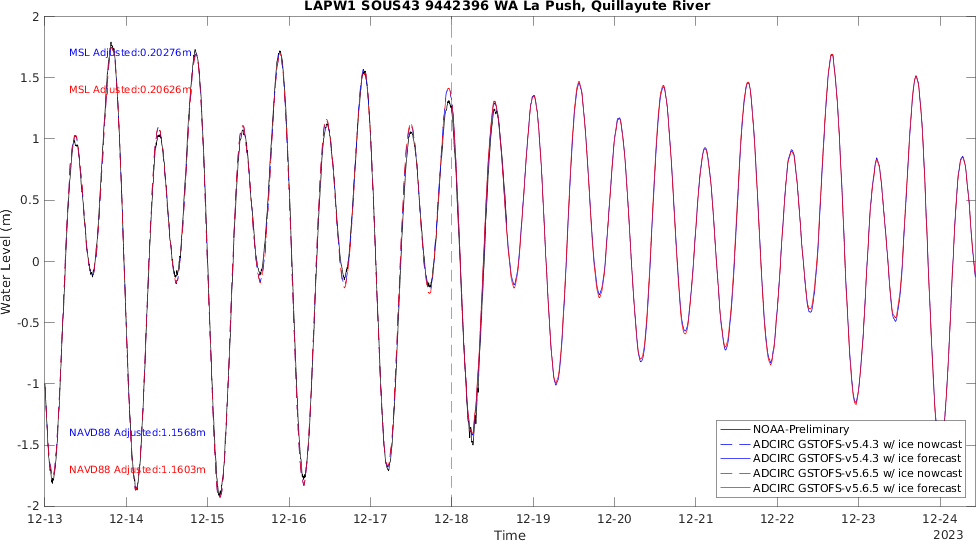 LAPW1 SOUS43 9442396 WA La Push, Quillayute River
2
1.5
1
0.5
0
-0.5
-1
-1.5
-2
Water Level (m)
MSL Adjusted:0.20276m
MSL Adjusted:0.20626m
NAVD88 Adjusted:1.1568m
NAVD88 Adjusted:1.1603m
NOAA-Preliminary
ADCIRC GSTOFS-v5.4.3 w/ ice nowcast
ADCIRC GSTOFS-v5.4.3 w/ ice forecast
ADCIRC GSTOFS-v5.6.5 w/ ice nowcast
ADCIRC GSTOFS-v5.6.5 w/ ice forecast
12-13 12-14 12-15 12-16 12-17 12-18 12-19 12-20 12-21 12-22 12-23 12-24
Time
2023